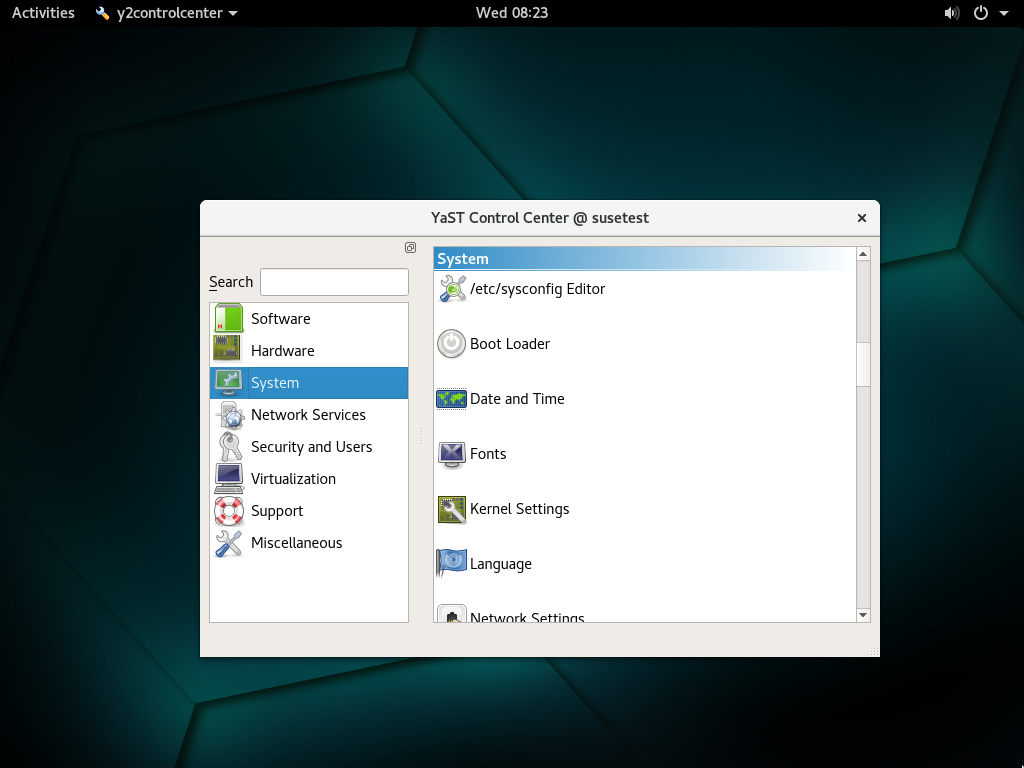 Activities y2controlcenter Wed 08:23
YaST Control Center @ susetest
Search
Software
Hardware
System
Network Services
Security and Users
Virtualization
Support
Miscellaneous
System
/etc/sysconfig Editor
Boot Loader
Date and Time
Fonts
Kernel Settings
Language
Network Settings